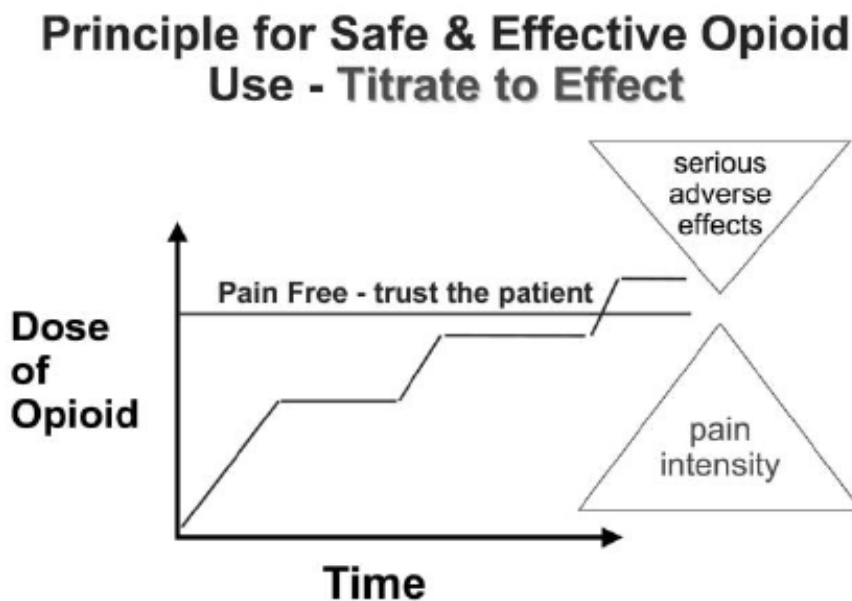 Principle for Safe & Effective Opioid
Use - Titrate to Effect
serious
adverse
effects
Pain Free - trust the patient
Dose
of
Opioid
pain
intensity
Time